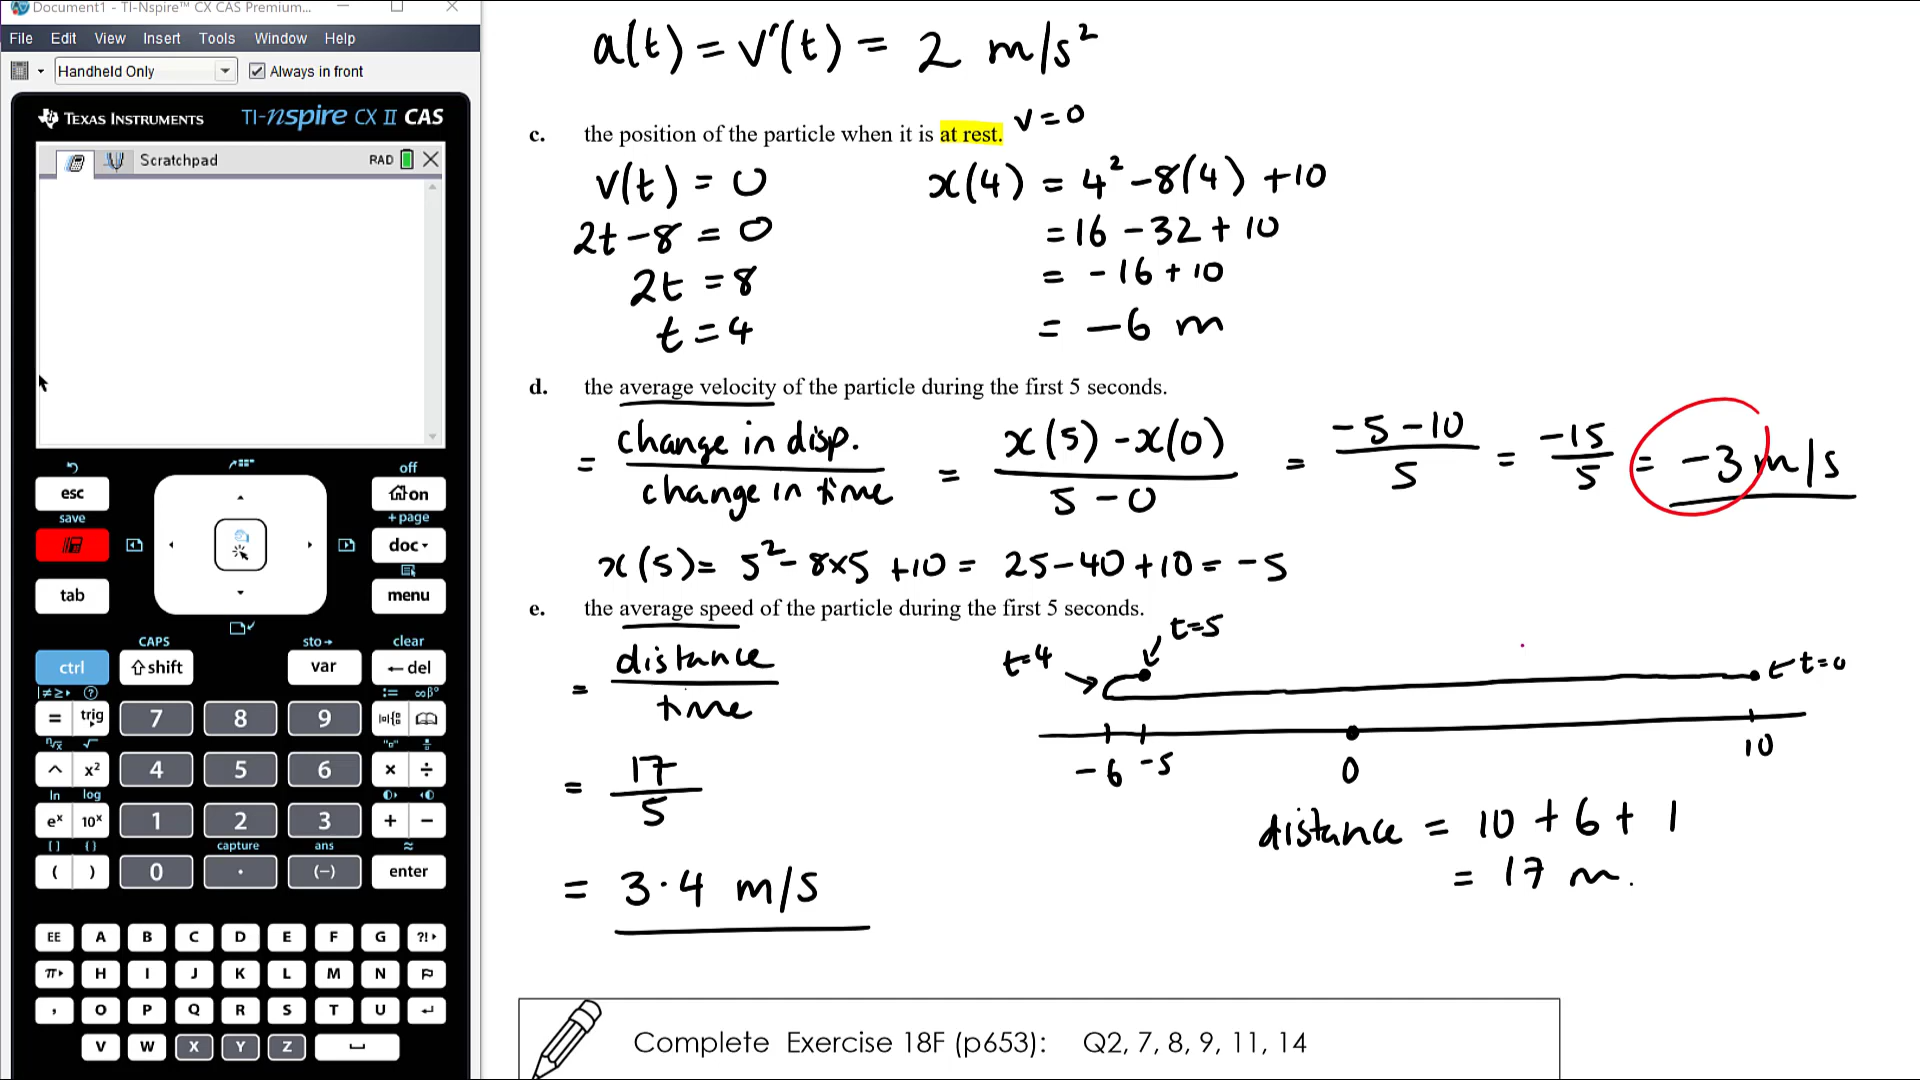 Document1 - TI-Nspire™ CX CAS Premium...
File Edit View Insert Tools Window Help
Handheld Only Always in front
TEXAS INSTRUMENTS TI-nspire CX II CAS
Scratchpad RAD
off
esc on
save + page
doc
tab menu
CAPS sto→ clear
ctrl shift var ←del
= trig 7 8 9
^ x² 4 5 6 × ÷
ln log
eˣ 10ˣ 1 2 3 + −
[ ] { } capture ans ≈
( ) 0 . (−) enter
EE A B C D E F G ?!▸
π▸ H I J K L M N
, O P Q R S T U ↵
V W X Y Z
a(t) = v'(t) = 2 m/s²
c. the position of the particle when it is at rest. v=0
v(t) = 0
2t-8 = 0
2t = 8
t = 4
x(4) = 4² -8(4) +10
= 16 -32 + 10
= -16 + 10
= -6 m
d. the average velocity of the particle during the first 5 seconds.
= change in disp. / change in time = x(5) - x(0) / 5 - 0 = -5 - 10 / 5 = -15 / 5 = -3 m/s
x(5) = 5² - 8×5 +10 = 25-40+10 = -5
e. the average speed of the particle during the first 5 seconds.
= distance / time
= 17 / 5
= 3.4 m/s
t=5
t=4
t=0
-6 -5 0 10
distance = 10 + 6 + 1
= 17 m.
Complete Exercise 18F (p653): Q2, 7, 8, 9, 11, 14